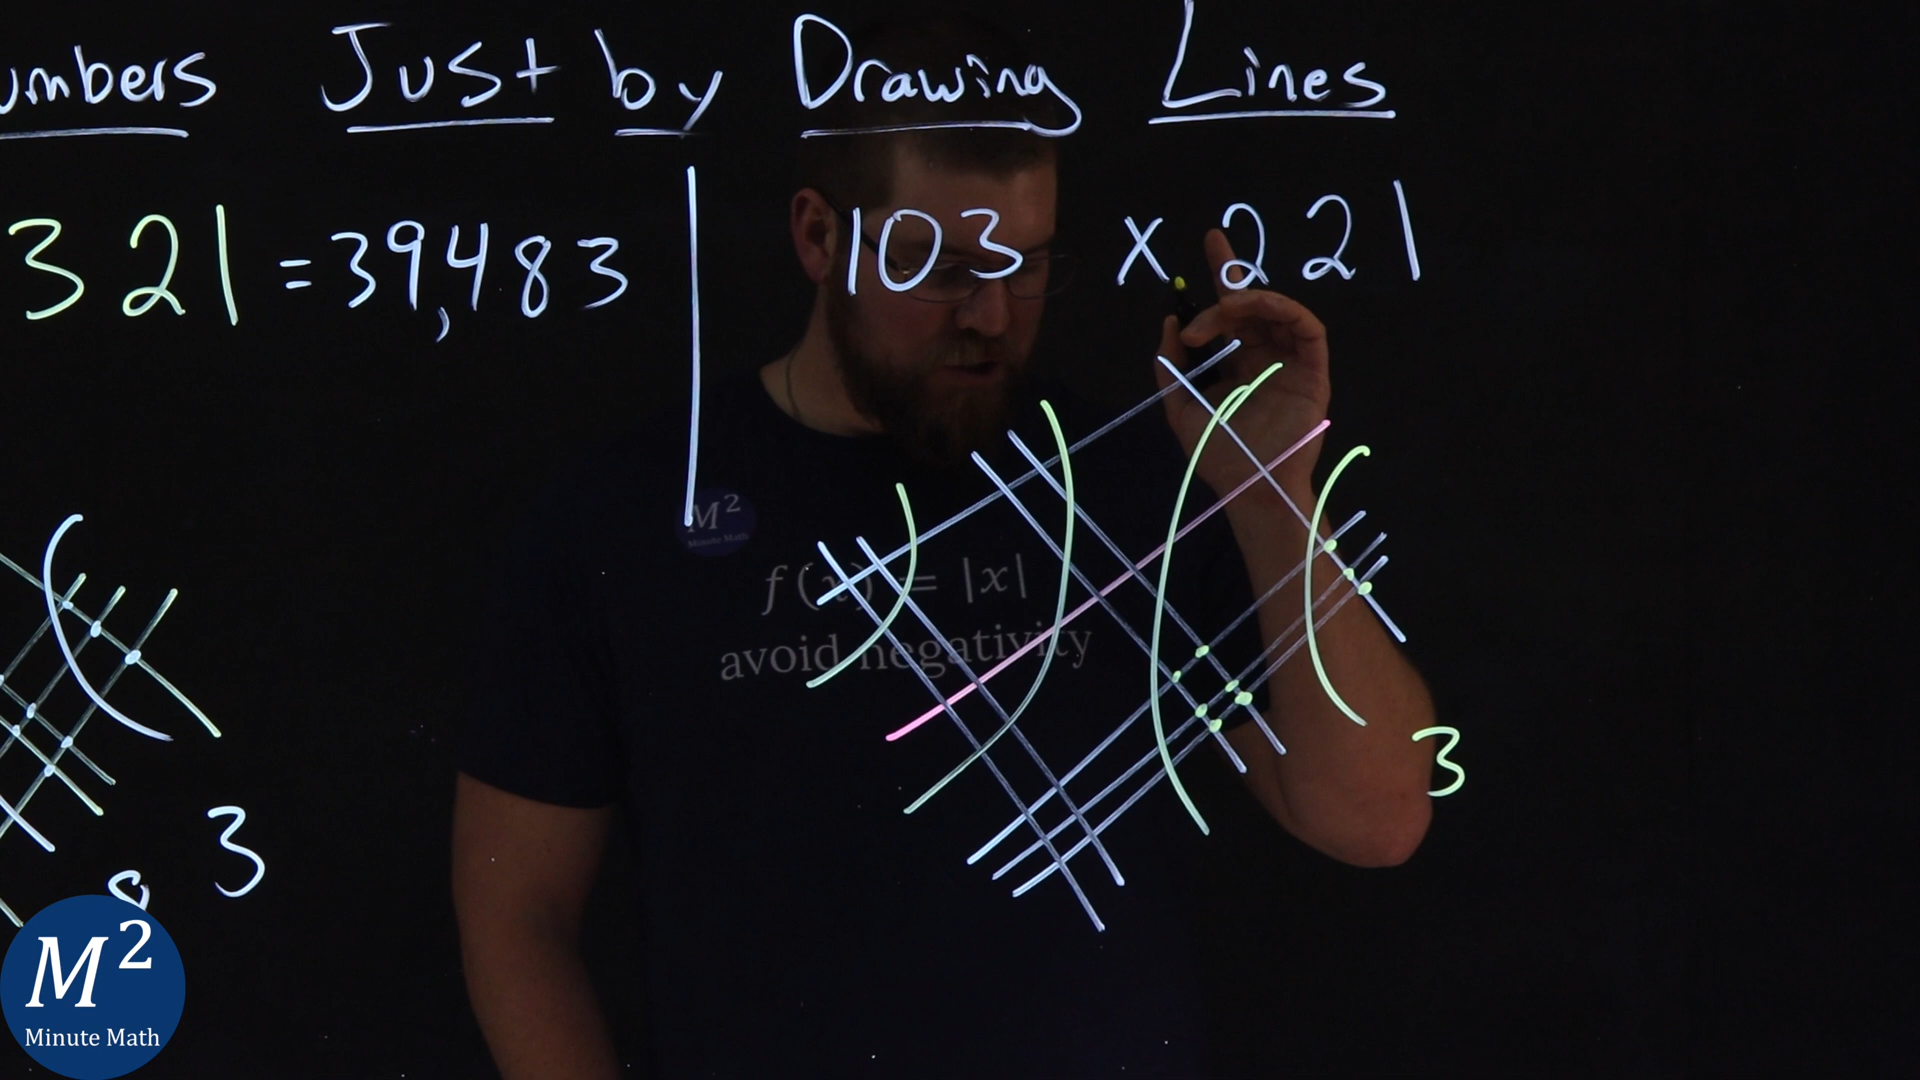 umbers Just by Drawing Lines
321 = 39,483
103 x 221
M²
Minute Math
f(x) = |x|
avoid negativity
3
3
8
M²
Minute Math